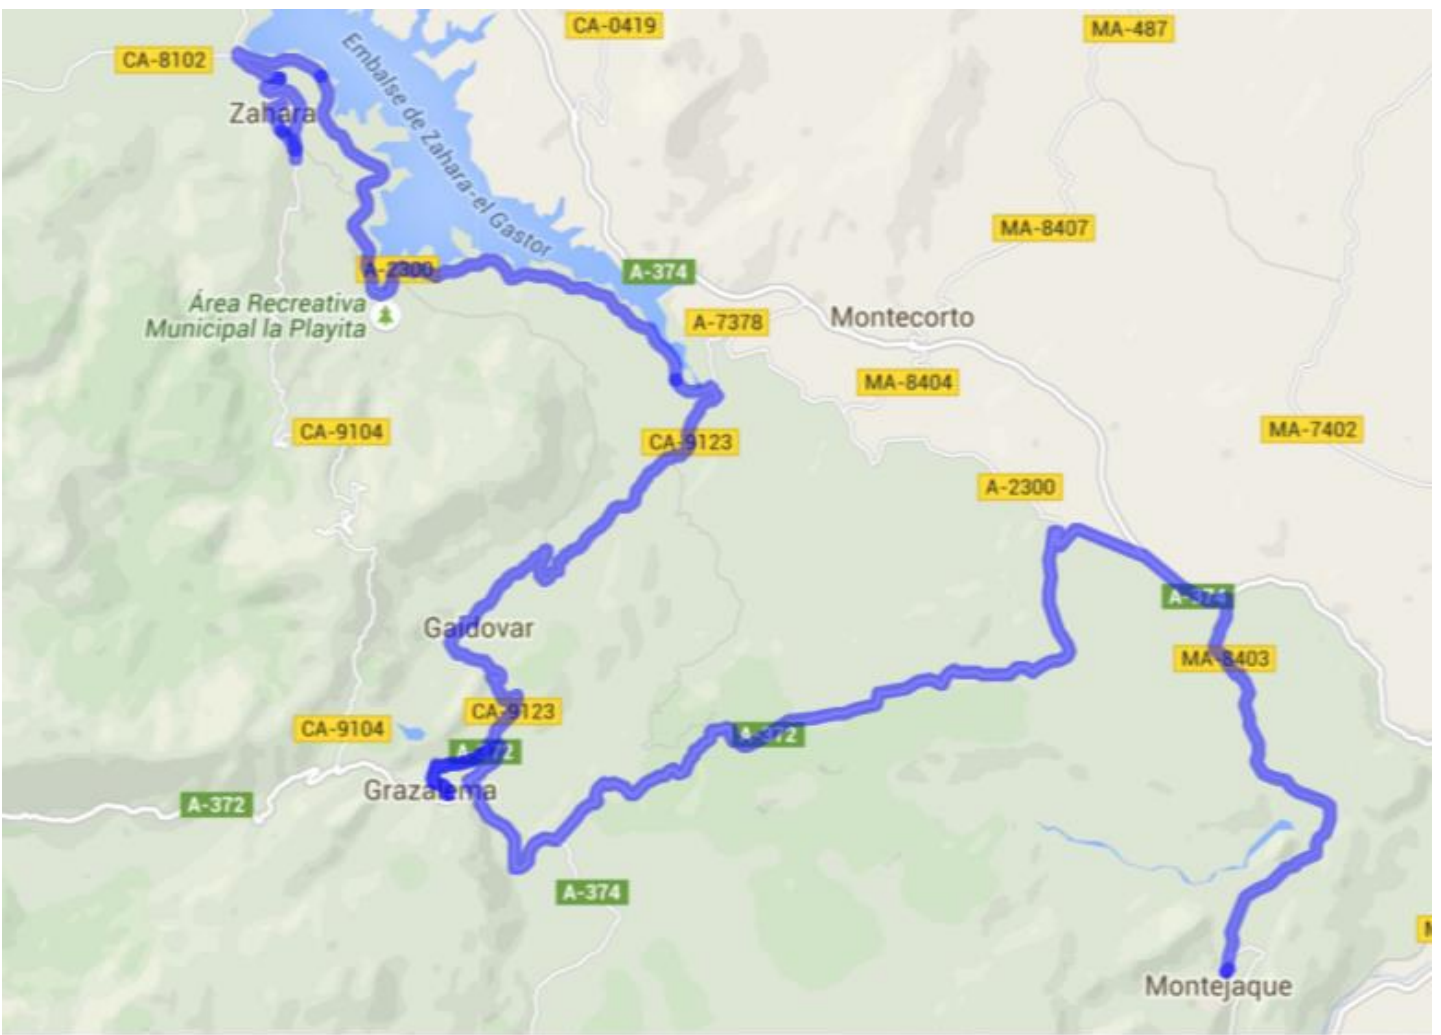 CA-0419
MA-487
CA-8102
Zahara
Embalse de Zahara-el Gastor
MA-8407
A-2300
A-374
Área Recreativa
Municipal la Playita
A-7378
Montecorto
MA-8404
CA-9104
CA-9123
MA-7402
A-2300
A-374
Gaidovar
MA-8403
CA-9123
CA-9104
A-372
A-372
Grazalema
A-372
A-374
Montejaque